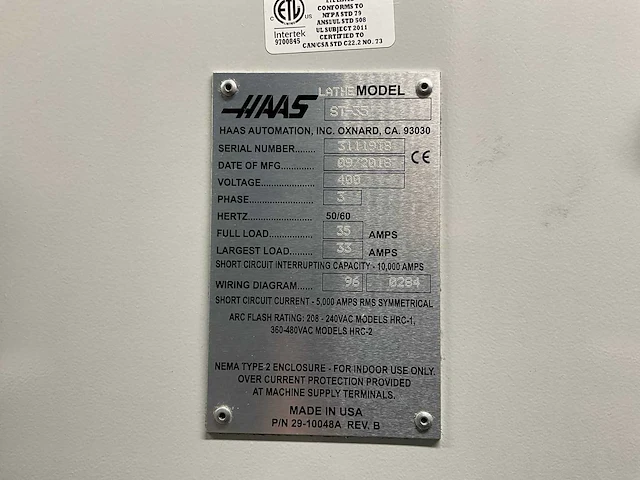 CONFORMS TO
NFPA STD 79
ANSI/UL STD 508
UL SUBJECT 2011
CERTIFIED TO
CAN/CSA STD C22.2 NO. 73
ETL
C US
Intertek
9700845
LATHE MODEL
HAAS
HAAS AUTOMATION, INC. OXNARD, CA. 93030
SERIAL NUMBER........ 3111918
DATE OF MFG............. 09/2018 CE
VOLTAGE..................... 400
PHASE......................... 3
HERTZ......................... 50/60
FULL LOAD................. 35 AMPS
LARGEST LOAD......... 33 AMPS
SHORT CIRCUIT INTERRUPTING CAPACITY - 10,000 AMPS
WIRING DIAGRAM...... 96 0284
SHORT CIRCUIT CURRENT - 5,000 AMPS RMS SYMMETRICAL
ARC FLASH RATING: 208 - 240VAC MODELS HRC-1,
360-480VAC MODELS HRC-2
NEMA TYPE 2 ENCLOSURE - FOR INDOOR USE ONLY.
OVER CURRENT PROTECTION PROVIDED
AT MACHINE SUPPLY TERMINALS.
MADE IN USA
P/N 29-10048A REV. B